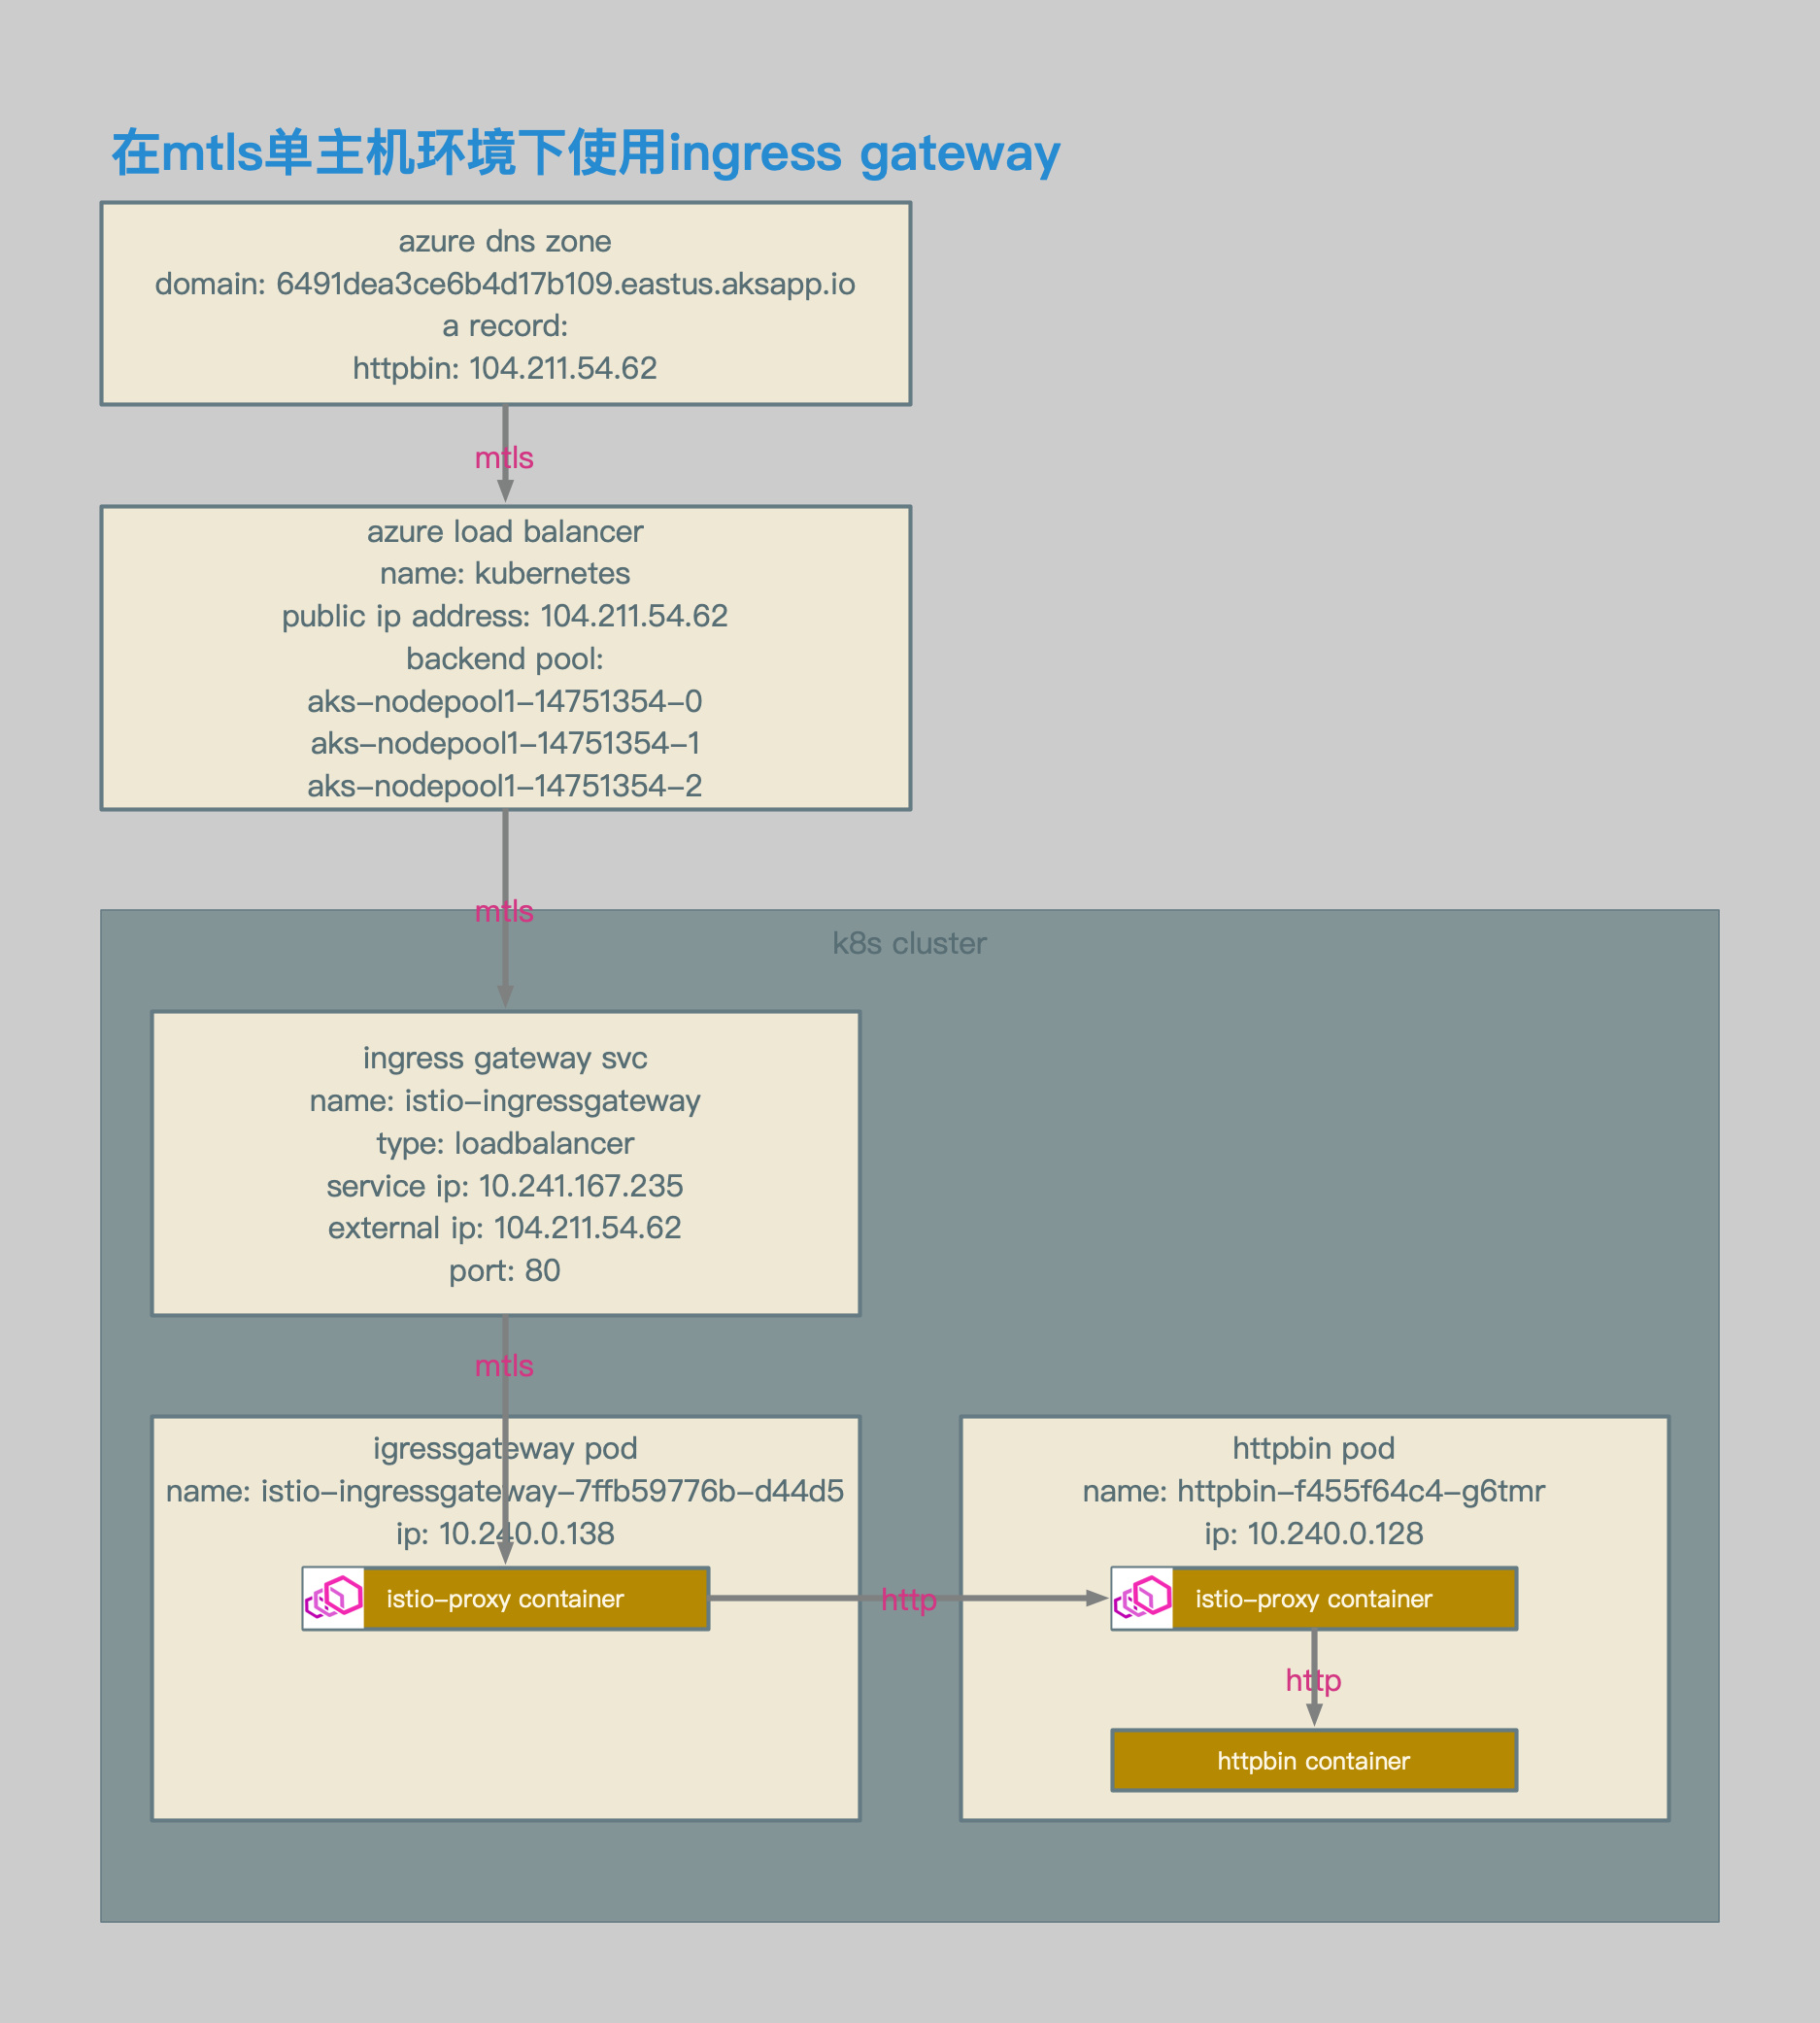 在mtls单主机环境下使用ingress gateway
azure dns zone
domain: 6491dea3ce6b4d17b109.eastus.aksapp.io
a record:
httpbin: 104.211.54.62
mtls
azure load balancer
name: kubernetes
public ip address: 104.211.54.62
backend pool:
aks-nodepool1-14751354-0
aks-nodepool1-14751354-1
aks-nodepool1-14751354-2
mtls
k8s cluster
ingress gateway svc
name: istio-ingressgateway
type: loadbalancer
service ip: 10.241.167.235
external ip: 104.211.54.62
port: 80
mtls
igressgateway pod
name: istio-ingressgateway-7ffb59776b-d44d5
ip: 10.240.0.138
istio-proxy container
http
httpbin pod
name: httpbin-f455f64c4-g6tmr
ip: 10.240.0.128
istio-proxy container
http
httpbin container